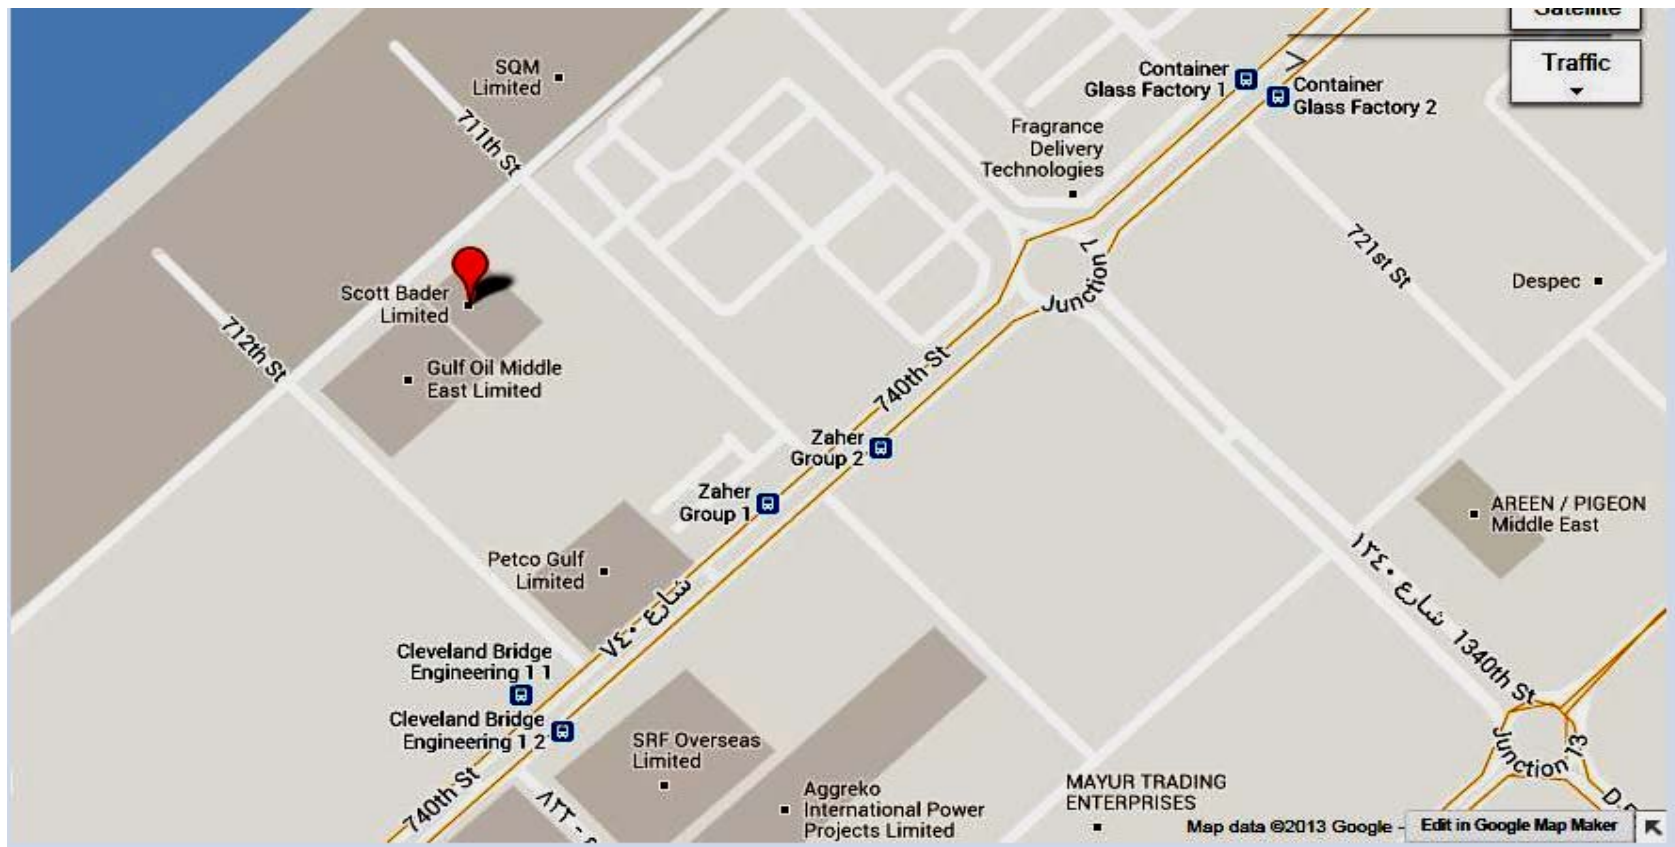 Satellite
Traffic
SQM
Limited
711th St
Container
Glass Factory 1
Container
Glass Factory 2
Fragrance
Delivery
Technologies
721st St
Junction 7
Despec
Scott Bader
Limited
712th St
Gulf Oil Middle
East Limited
740th St
Zaher
Group 2
Zaher
Group 1
AREEN / PIGEON
Middle East
Petco Gulf
Limited
شارع ٧٤٠
شارع ١٣٤٠
1340th St
Cleveland Bridge
Engineering 1 1
Cleveland Bridge
Engineering 1 2
SRF Overseas
Limited
Junction 13
740th St
Aggreko
International Power
Projects Limited
MAYUR TRADING
ENTERPRISES
Map data ©2013 Google -
Edit in Google Map Maker